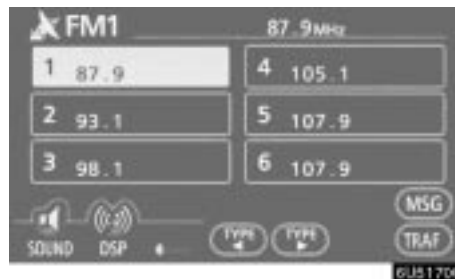 FM1 87.9MHz
1 87.9
2 93.1
3 98.1
4 105.1
5 107.9
6 107.9
MSG
SOUND DSP TYPE TYPE TRAF
6U5170